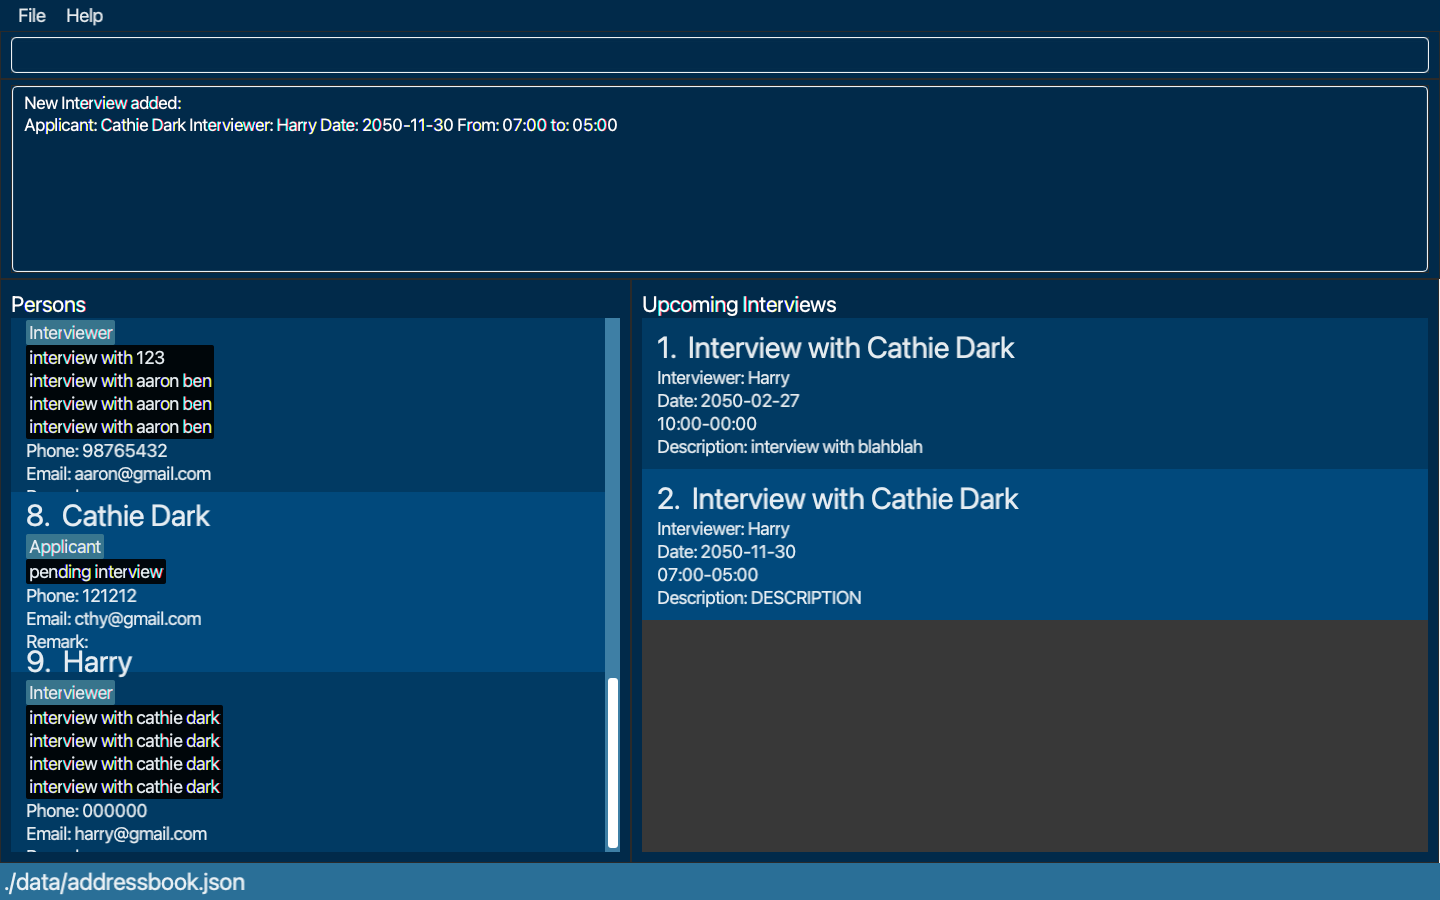 File Help
New Interview added:
Applicant: Cathie Dark Interviewer: Harry Date: 2050-11-30 From: 07:00 to: 05:00
Persons
Interviewer
interview with 123
interview with aaron ben
interview with aaron ben
interview with aaron ben
Phone: 98765432
Email: aaron@gmail.com
8. Cathie Dark
Applicant
pending interview
Phone: 121212
Email: cthy@gmail.com
Remark:
9. Harry
Interviewer
interview with cathie dark
interview with cathie dark
interview with cathie dark
interview with cathie dark
Phone: 000000
Email: harry@gmail.com
Upcoming Interviews
1. Interview with Cathie Dark
Interviewer: Harry
Date: 2050-02-27
10:00-00:00
Description: interview with blahblah
2. Interview with Cathie Dark
Interviewer: Harry
Date: 2050-11-30
07:00-05:00
Description: DESCRIPTION
./data/addressbook.json